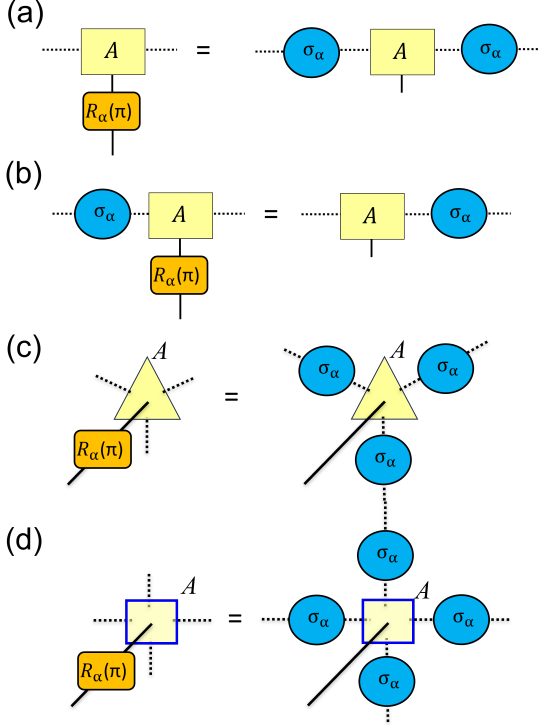 (a)
A = σα A σα
Rα(π)
(b)
σα A = A σα
Rα(π)
(c)
A = A
σα σα
Rα(π) σα
(d)
σα
A = A
σα σα
Rα(π) σα